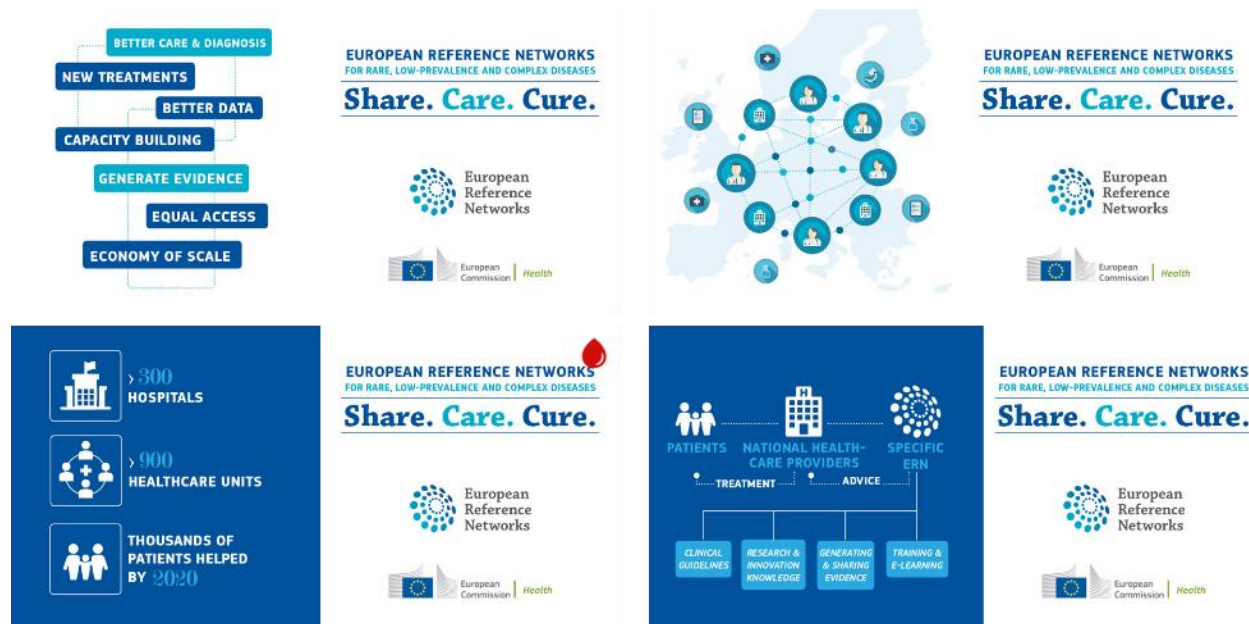 BETTER CARE & DIAGNOSIS
NEW TREATMENTS
BETTER DATA
CAPACITY BUILDING
GENERATE EVIDENCE
EQUAL ACCESS
ECONOMY OF SCALE
EUROPEAN REFERENCE NETWORKS
FOR RARE, LOW-PREVALENCE AND COMPLEX DISEASES
Share. Care. Cure.
European
Reference
Networks
European
Commission
Health
EUROPEAN REFERENCE NETWORKS
FOR RARE, LOW-PREVALENCE AND COMPLEX DISEASES
Share. Care. Cure.
European
Reference
Networks
European
Commission
Health
› 300
HOSPITALS
› 900
HEALTHCARE UNITS
THOUSANDS OF
PATIENTS HELPED
BY 2020
EUROPEAN REFERENCE NETWORKS
FOR RARE, LOW-PREVALENCE AND COMPLEX DISEASES
Share. Care. Cure.
European
Reference
Networks
European
Commission
Health
H
PATIENTS
NATIONAL HEALTH-
CARE PROVIDERS
SPECIFIC
ERN
TREATMENT
ADVICE
CLINICAL
GUIDELINES
RESEARCH &
INNOVATION
KNOWLEDGE
GENERATING
& SHARING
EVIDENCE
TRAINING &
E-LEARNING
EUROPEAN REFERENCE NETWORKS
FOR RARE, LOW-PREVALENCE AND COMPLEX DISEASES
Share. Care. Cure.
European
Reference
Networks
European
Commission
Health